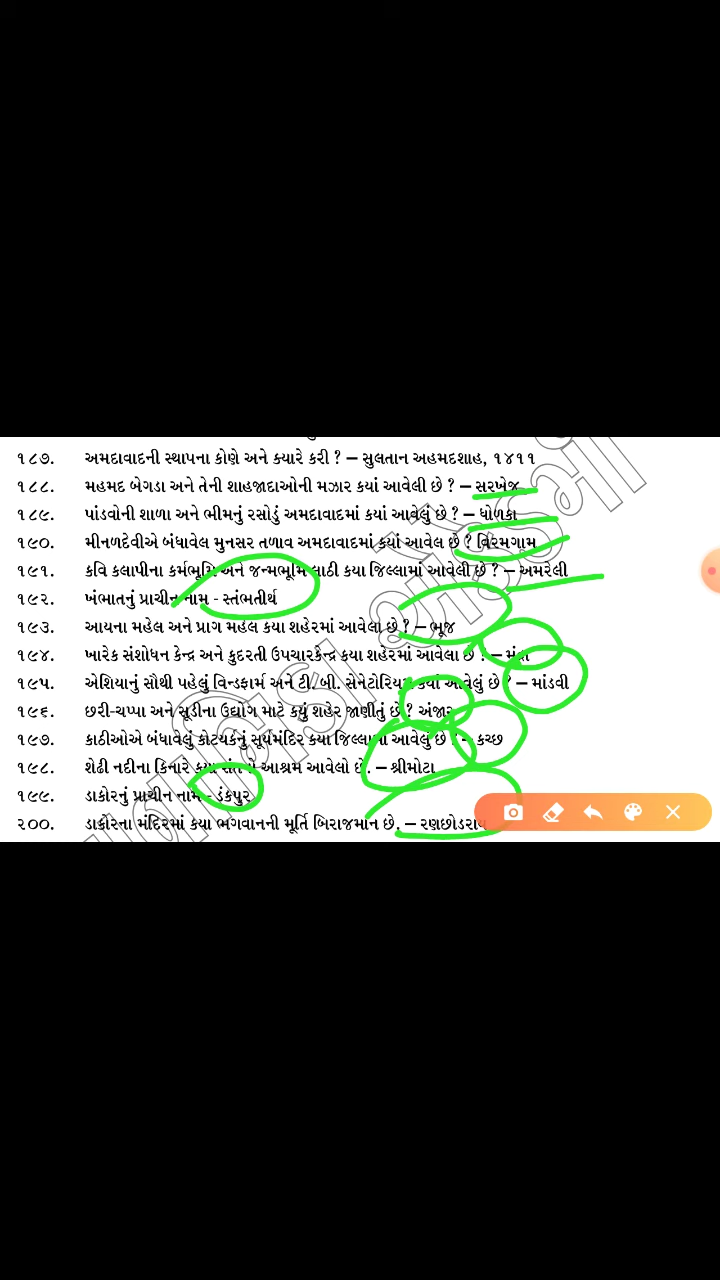 ૧૮૭. અમદાવાદની સ્થાપના કોણે અને ક્યારે કરી ? – સુલતાન અહમદશાહ, ૧૪૧૧
૧૮૮. મહમદ બેગડા અને તેની શાહજાદાઓની મઝાર કયાં આવેલી છે ? – સરખેજ
૧૮૯. પાંડવોની શાળા અને ભીમનું રસોડું અમદાવાદમાં કયાં આવેલું છે ? – ધોળકા
૧૯૦. મીનળદેવીએ બંધાવેલ મુનસર તળાવ અમદાવાદમાં ક્યાં આવેલ છે ? વિરમગામ
૧૯૧. કવિ કલાપીના કર્મભૂમિ અને જન્મભૂમિ લાઠી કયા જિલ્લામાં આવેલી છે ? – અમરેલી
૧૯૨. ખંભાતનું પ્રાચીન નામ - સ્તંભતીર્થ
૧૯૩. આયના મહેલ અને પ્રાગ મહેલ કયા શહેરમાં આવેલા છે ? – ભૂજ
૧૯૪. ખારેક સંશોધન કેન્દ્ર અને કુદરતી ઉપચારકેન્દ્ર કયા શહેરમાં આવેલા છે ? –
૧૯૫. એશિયાનું સૌથી પહેલું વિન્ડફાર્મ અને ટી. બી. સેનેટોરિયમ કયાં આવેલું છે ? – માંડવી
૧૯૬. છરી-ચપ્પા અને સૂડીના ઉદ્યોગ માટે કયું શહેર જાણીતું છે ? અંજાર
૧૯૭. કાઠીઓએ બંધાવેલું કોટયર્કનું સૂર્યમંદિર કયા જિલ્લામાં આવેલું છે ? – કચ્છ
૧૯૮. શેઢી નદીના કિનારે કયા સંતનો આશ્રમ આવેલો છે. – શ્રીમોટા
૧૯૯. ડાકોરનું પ્રાચીન નામ - ડંકપુર
૨૦૦. ડાકોરના મંદિરમાં કયા ભગવાનની મૂર્તિ બિરાજમાન છે. – રણછોડરાય